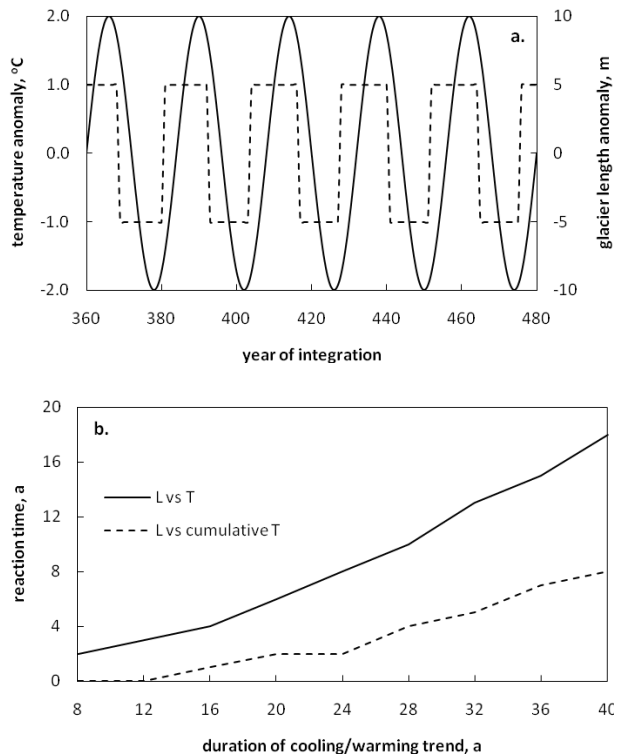 a.
temperature anomaly, °C
2.0
1.0
0.0
-1.0
-2.0
glacier length anomaly, m
10
5
0
-5
-10
360 380 400 420 440 460 480
year of integration
b.
reaction time, a
20
16
12
8
4
0
L vs T
L vs cumulative T
8 12 16 20 24 28 32 36 40
duration of cooling/warming trend, a